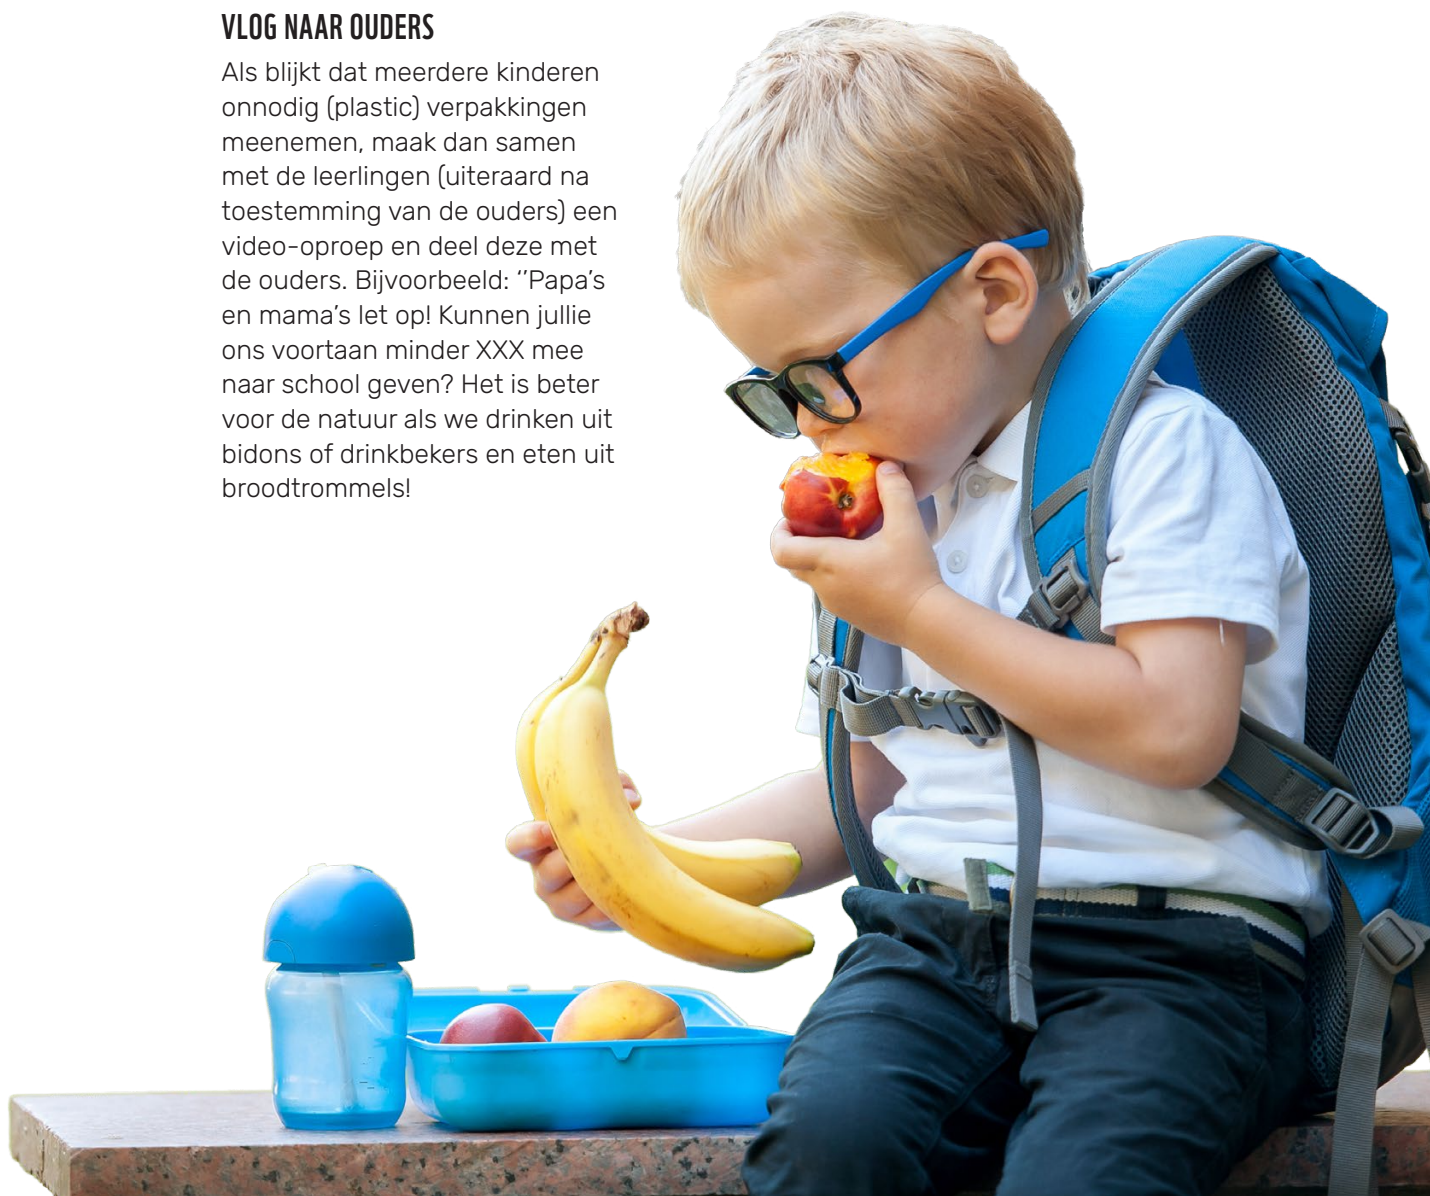 VLOG NAAR OUDERS
Als blijkt dat meerdere kinderen
onnodig (plastic) verpakkingen
meenemen, maak dan samen
met de leerlingen (uiteraard na
toestemming van de ouders) een
video-oproep en deel deze met
de ouders. Bijvoorbeeld: ‘’Papa’s
en mama’s let op! Kunnen jullie
ons voortaan minder XXX mee
naar school geven? Het is beter
voor de natuur als we drinken uit
bidons of drinkbekers en eten uit
broodtrommels!